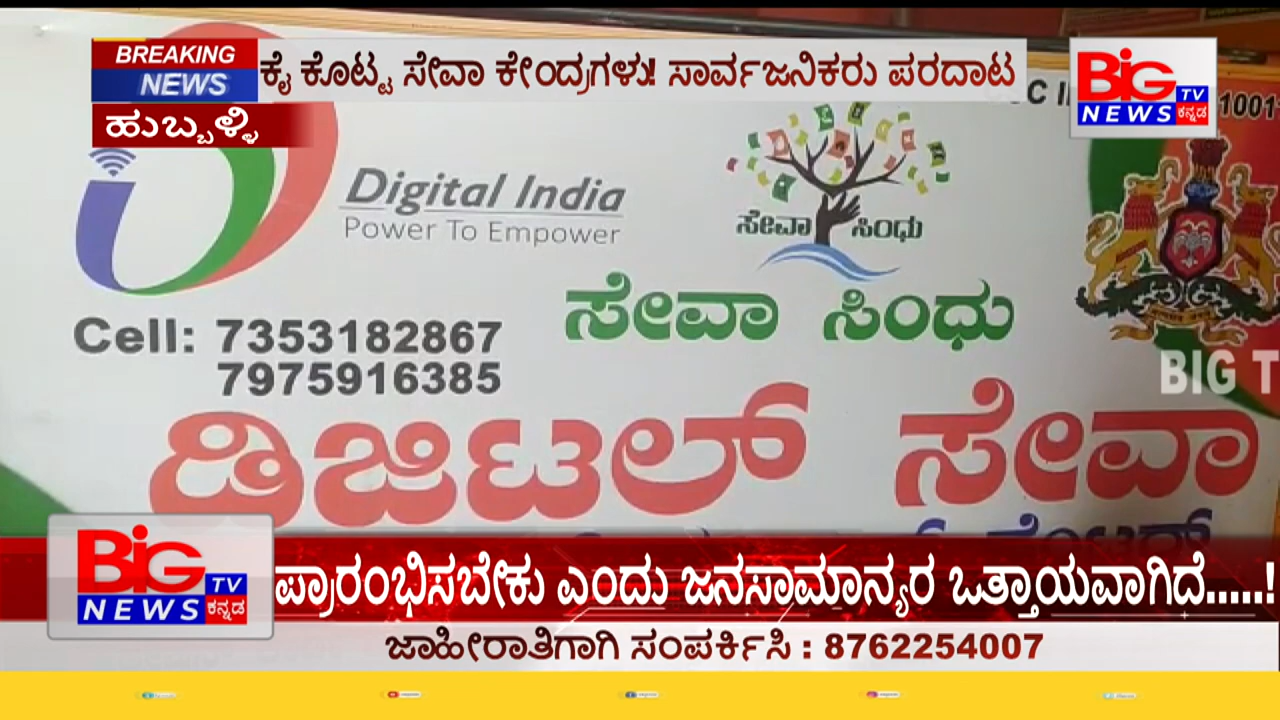 BREAKING
NEWS
ಕೈ ಕೊಟ್ಟ ಸೇವಾ ಕೇಂದ್ರಗಳು! ಸಾರ್ವಜನಿಕರು ಪರದಾಟ
ಹುಬ್ಬಳ್ಳಿ
BIG
TV
NEWS
ಕನ್ನಡ
1001
Digital India
Power To Empower
ಸೇವಾ ಸಿಂಧು
ಸೇವಾ ಸಿಂಧು
Cell: 7353182867
7975916385
BIG T
ಡಿಜಿಟಲ್ ಸೇವಾ
BIG
TV
NEWS
ಕನ್ನಡ
ಪ್ರಾರಂಭಿಸಬೇಕು ಎಂದು ಜನಸಾಮಾನ್ಯರ ಒತ್ತಾಯವಾಗಿದೆ.....!
ಜಾಹೀರಾತಿಗಾಗಿ ಸಂಪರ್ಕಿಸಿ : 8762254007